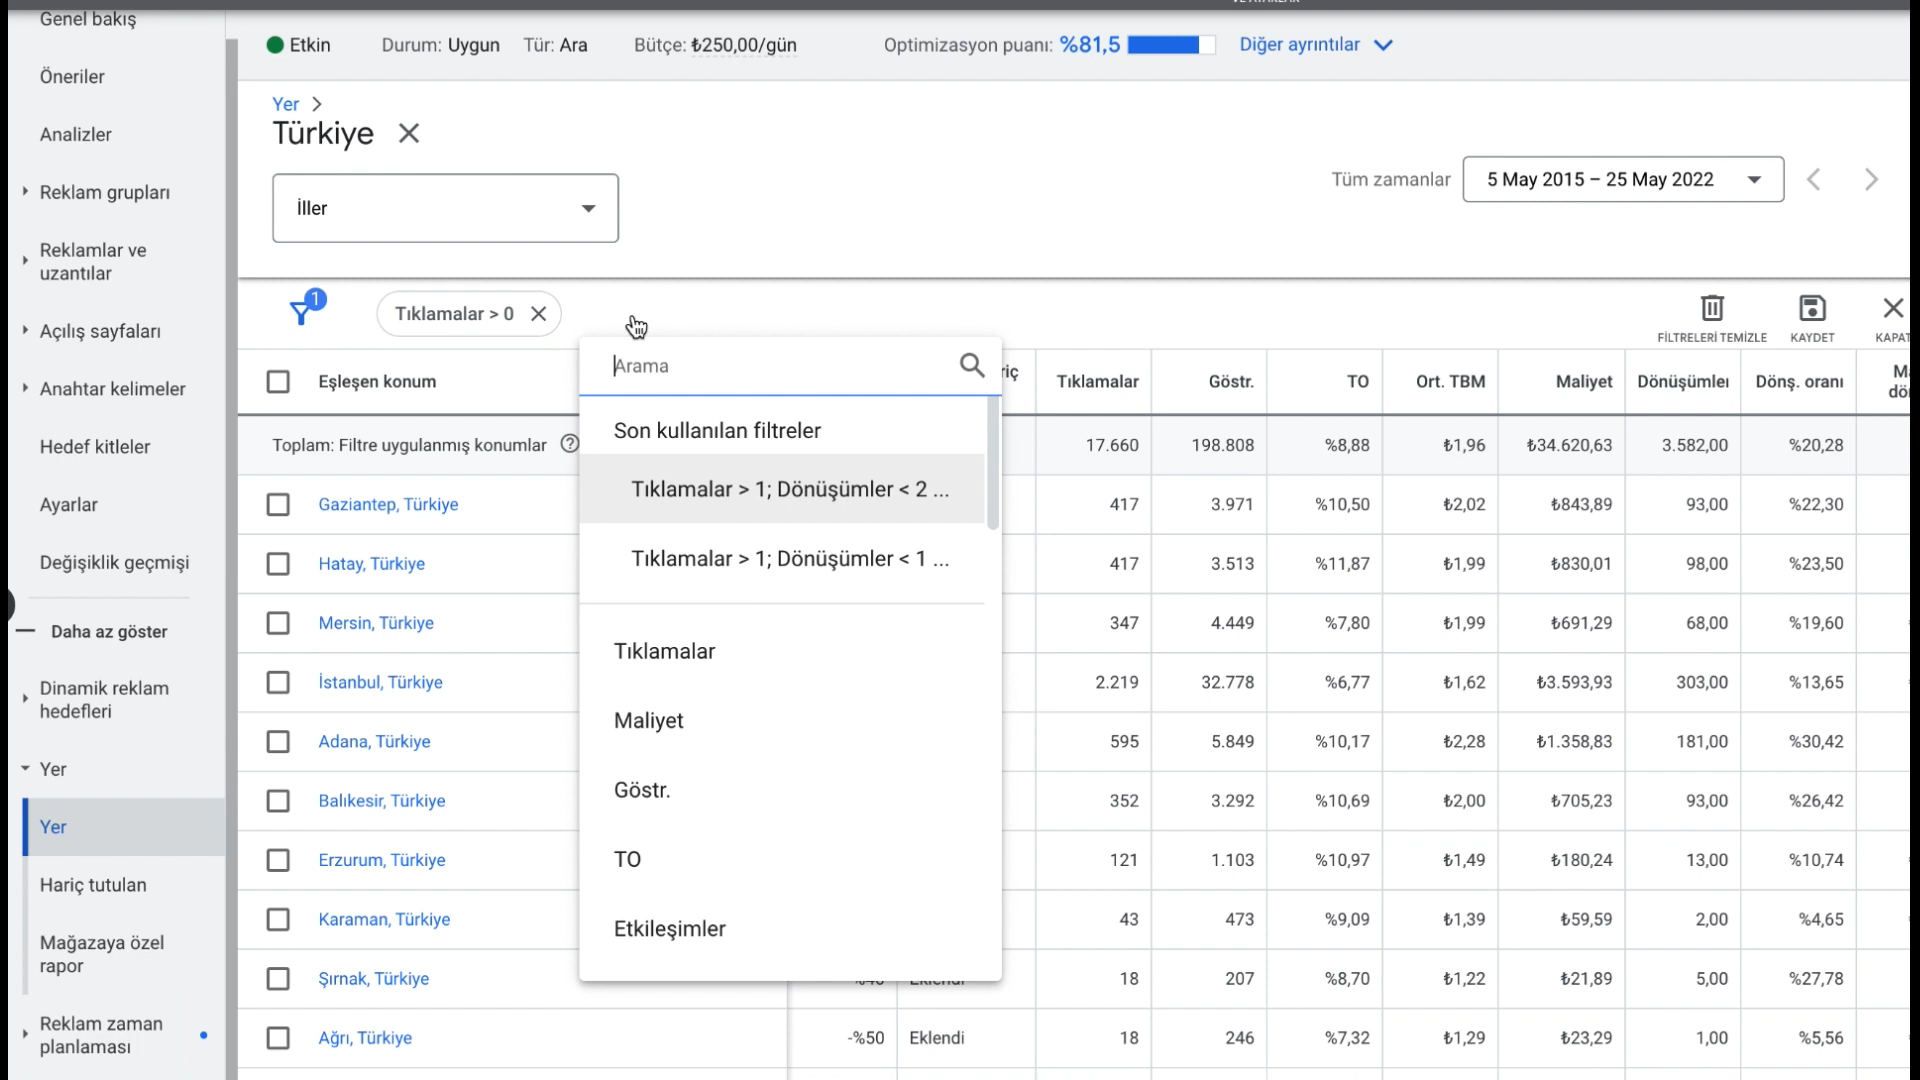 Genel bakış
Öneriler
Analizler
Reklam grupları
Reklamlar ve
uzantılar
Açılış sayfaları
Anahtar kelimeler
Hedef kitleler
Ayarlar
Değişiklik geçmişi
Daha az göster
Dinamik reklam
hedefleri
Yer
Yer
Hariç tutulan
Mağazaya özel
rapor
Reklam zaman
planlaması
Etkin Durum: Uygun Tür: Ara Bütçe: ₺250,00/gün Optimizasyon puanı: %81,5 Diğer ayrıntılar
Yer
Türkiye
İller
Tüm zamanlar 5 May 2015 – 25 May 2022
1
Tıklamalar > 0
FİLTRELERİ TEMİZLE KAYDET KAPAT
Arama
Son kullanılan filtreler
Tıklamalar > 1; Dönüşümler < 2 ...
Tıklamalar > 1; Dönüşümler < 1 ...
Tıklamalar
Maliyet
Göstr.
TO
Etkileşimler
Eşleşen konum Tıklamalar Göstr. TO Ort. TBM Maliyet Dönüşümleı Dönş. oranı
Toplam: Filtre uygulanmış konumlar 17.660 198.808 %8,88 ₺1,96 ₺34.620,63 3.582,00 %20,28
Gaziantep, Türkiye 417 3.971 %10,50 ₺2,02 ₺843,89 93,00 %22,30
Hatay, Türkiye 417 3.513 %11,87 ₺1,99 ₺830,01 98,00 %23,50
Mersin, Türkiye 347 4.449 %7,80 ₺1,99 ₺691,29 68,00 %19,60
İstanbul, Türkiye 2.219 32.778 %6,77 ₺1,62 ₺3.593,93 303,00 %13,65
Adana, Türkiye 595 5.849 %10,17 ₺2,28 ₺1.358,83 181,00 %30,42
Balıkesir, Türkiye 352 3.292 %10,69 ₺2,00 ₺705,23 93,00 %26,42
Erzurum, Türkiye 121 1.103 %10,97 ₺1,49 ₺180,24 13,00 %10,74
Karaman, Türkiye 43 473 %9,09 ₺1,39 ₺59,59 2,00 %4,65
Şırnak, Türkiye Eklendi 18 207 %8,70 ₺1,22 ₺21,89 5,00 %27,78
Ağrı, Türkiye -%50 Eklendi 18 246 %7,32 ₺1,29 ₺23,29 1,00 %5,56